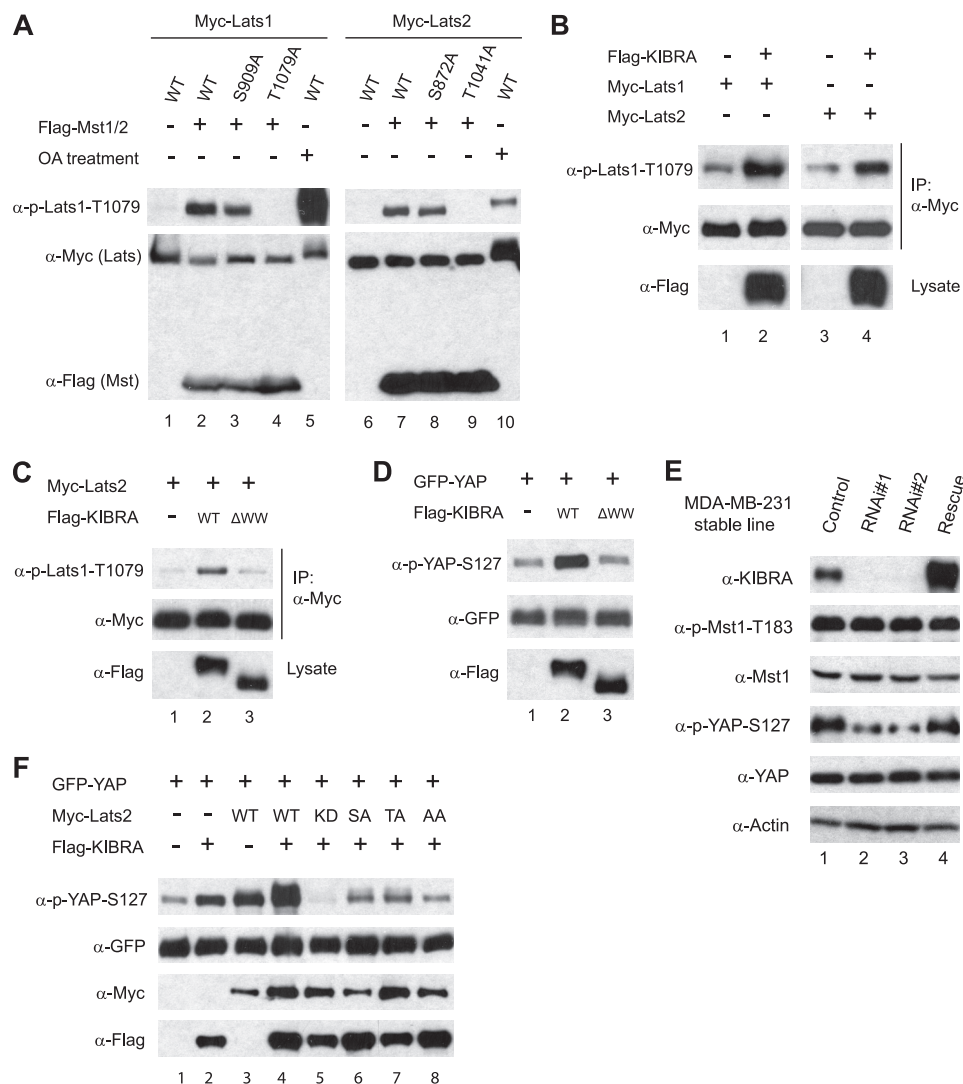 A
Myc-Lats1 Myc-Lats2
WT WT S909A T1079A WT WT WT S872A T1041A WT
Flag-Mst1/2 - + + + - - + + + -
OA treatment - - - - + - - - - +
α-p-Lats1-T1079
α-Myc (Lats)
α-Flag (Mst)
1 2 3 4 5 6 7 8 9 10
B
Flag-KIBRA - + - +
Myc-Lats1 + + - -
Myc-Lats2 - - + +
α-p-Lats1-T1079
α-Myc
IP:
α-Myc
α-Flag Lysate
1 2 3 4
C
Myc-Lats2 + + +
Flag-KIBRA - WT ΔWW
α-p-Lats1-T1079
α-Myc
IP:
α-Myc
α-Flag Lysate
1 2 3
D
GFP-YAP + + +
Flag-KIBRA - WT ΔWW
α-p-YAP-S127
α-GFP
α-Flag
1 2 3
E
MDA-MB-231
stable line
Control RNAi#1 RNAi#2 Rescue
α-KIBRA
α-p-Mst1-T183
α-Mst1
α-p-YAP-S127
α-YAP
α-Actin
1 2 3 4
F
GFP-YAP + + + + + + + +
Myc-Lats2 - - WT WT KD SA TA AA
Flag-KIBRA - + - + + + + +
α-p-YAP-S127
α-GFP
α-Myc
α-Flag
1 2 3 4 5 6 7 8